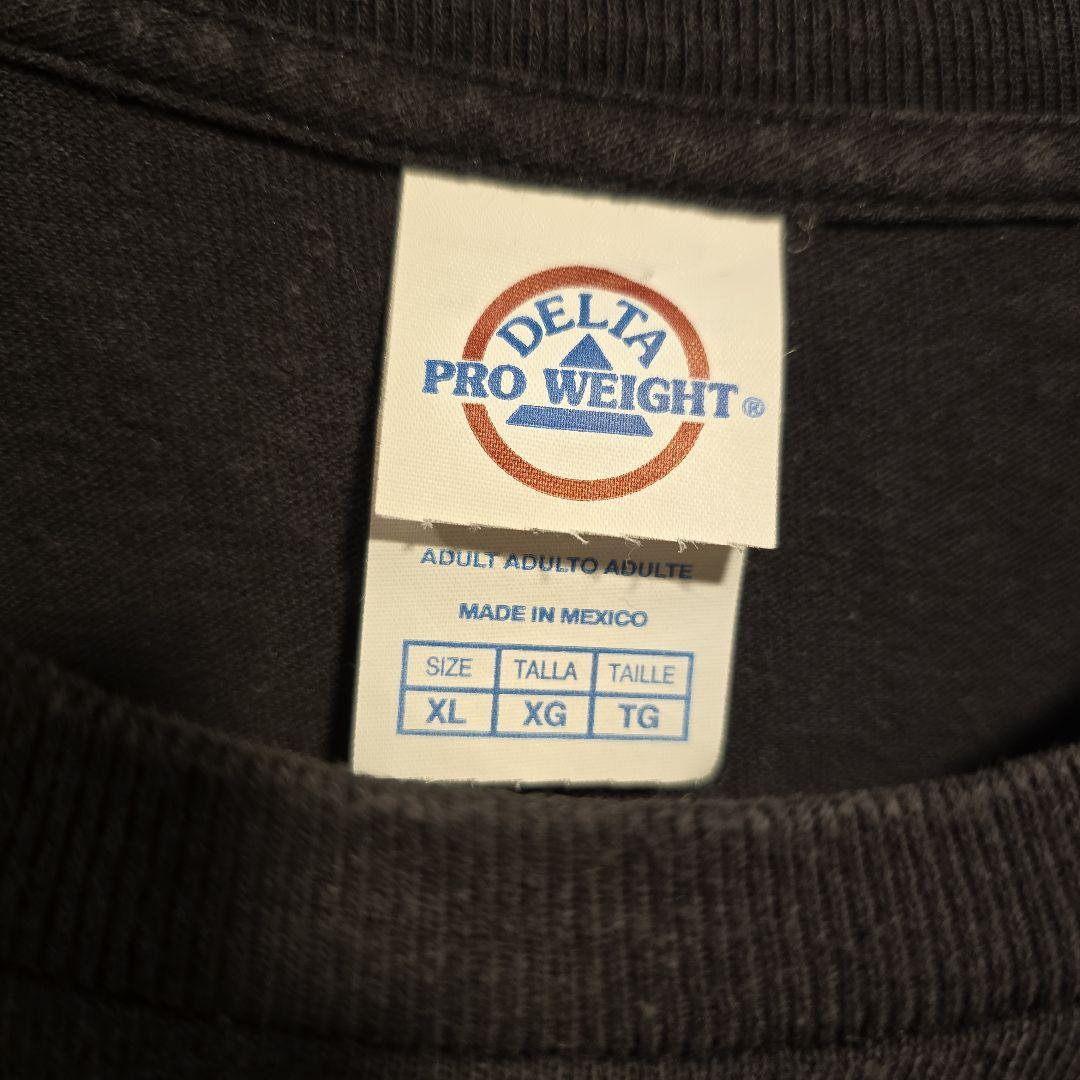 DELTA
PRO WEIGHT®
ADULT ADULTO ADULTE
MADE IN MEXICO
SIZE TALLA TAILLE
XL XG TG